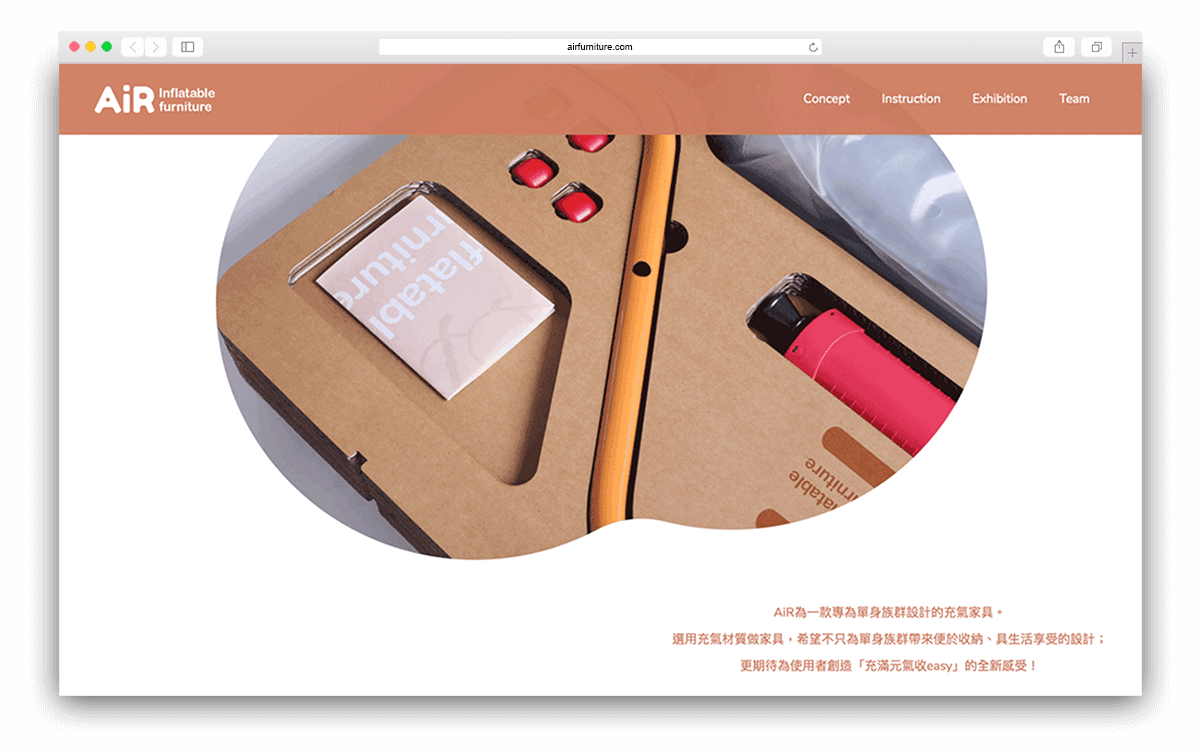 airfurniture.com
AiR Inflatable
furniture
Concept Instruction Exhibition Team
flatabl
rniture
flatable
urniture
AiR為一款專為單身族群設計的充氣家具。
選用充氣材質做家具，希望不只為單身族群帶來便於收納、具生活享受的設計；
更期待為使用者創造「充滿元氣收easy」的全新感受！